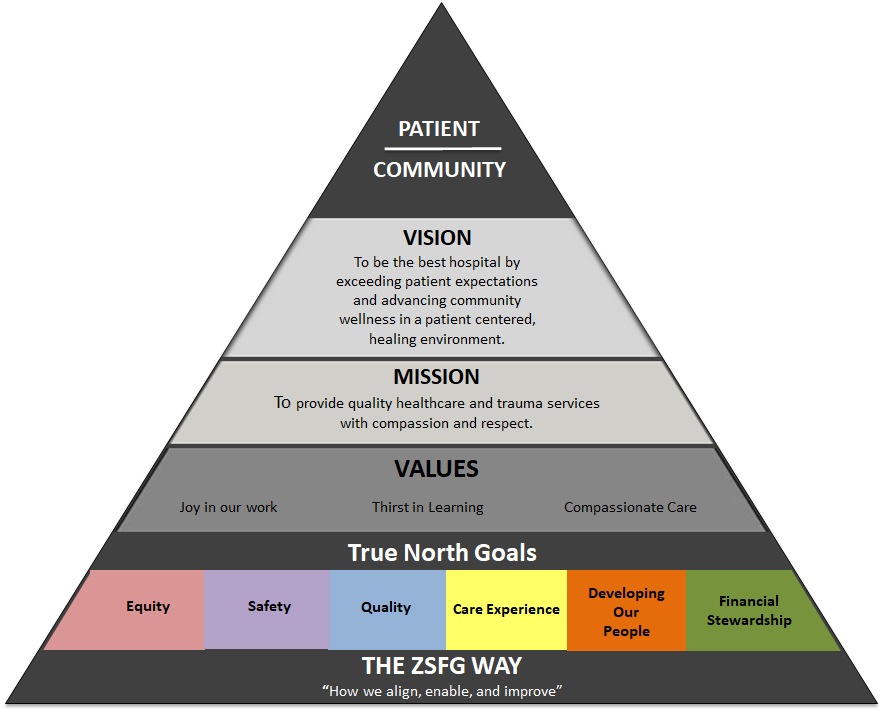 PATIENT
COMMUNITY
VISION
To be the best hospital by
exceeding patient expectations
and advancing community
wellness in a patient centered,
healing environment.
MISSION
To provide quality healthcare and trauma services
with compassion and respect.
VALUES
Joy in our work
Thirst in Learning
Compassionate Care
True North Goals
Equity
Safety
Quality
Care Experience
Developing
Our
People
Financial
Stewardship
THE ZSFG WAY
“How we align, enable, and improve”